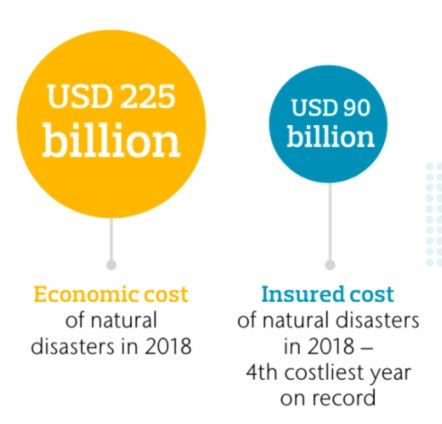 USD 225
billion
Economic cost
of natural
disasters in 2018
USD 90
billion
Insured cost
of natural disasters
in 2018 –
4th costliest year
on record